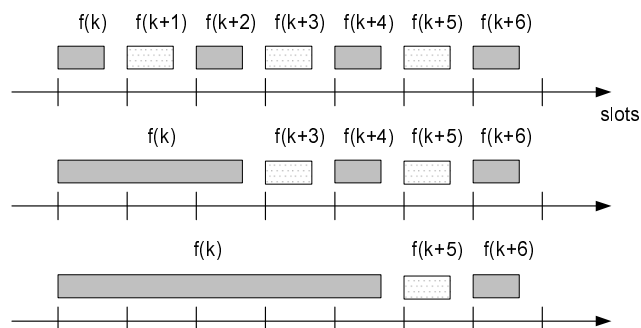 f(k) f(k+1) f(k+2) f(k+3) f(k+4) f(k+5) f(k+6)
slots
f(k) f(k+3) f(k+4) f(k+5) f(k+6)
f(k) f(k+5) f(k+6)